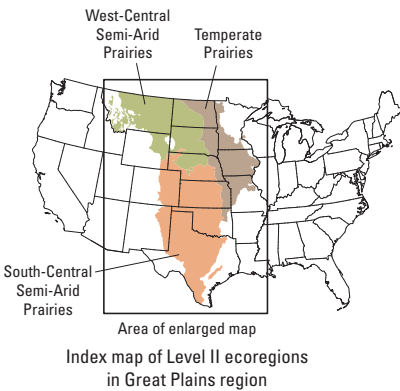 West-Central
Semi-Arid
Prairies
Temperate
Prairies
South-Central
Semi-Arid
Prairies
Area of enlarged map
Index map of Level II ecoregions
in Great Plains region